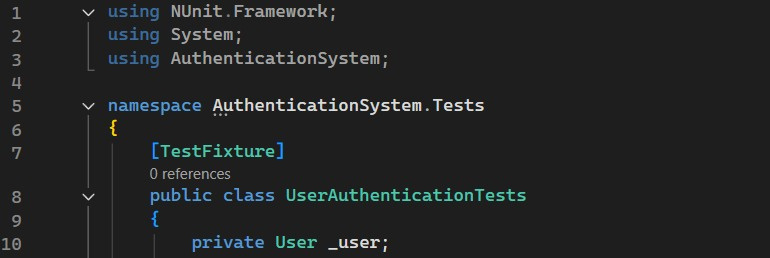 1 using NUnit.Framework;
2 using System;
3 using AuthenticationSystem;
4
5 namespace AuthenticationSystem.Tests
6 {
7 [TestFixture]
0 references
8 public class UserAuthenticationTests
9 {
10 private User _user;